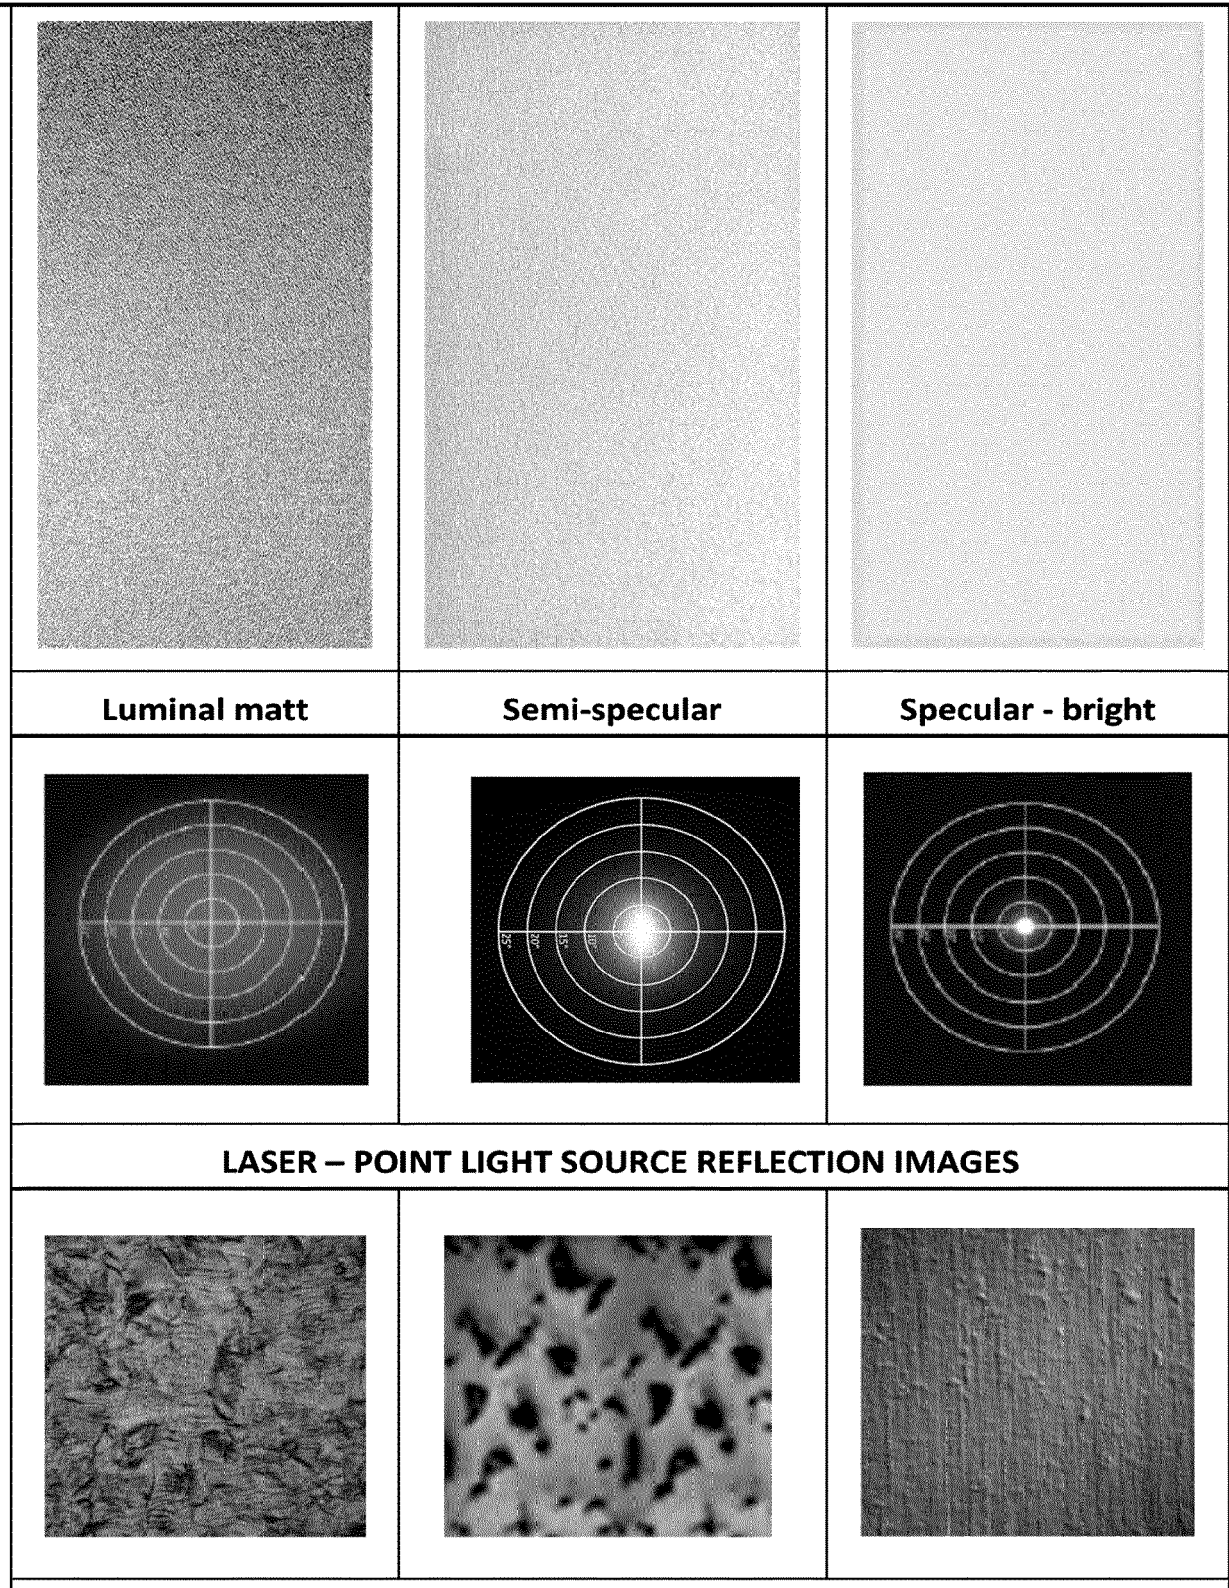 Luminal matt
Semi-specular
Specular - bright
25° 20° 15° 10°
LASER – POINT LIGHT SOURCE REFLECTION IMAGES